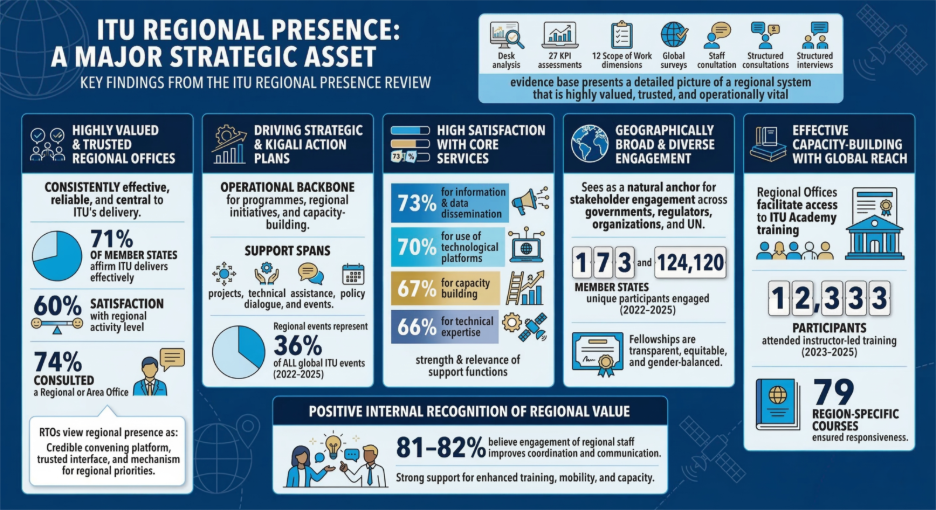 ITU REGIONAL PRESENCE:
A MAJOR STRATEGIC ASSET
KEY FINDINGS FROM THE ITU REGIONAL PRESENCE REVIEW
Desk
analysis
27 KPI
assessments
12 Scope of Work
dimensions
Global
surveys
Staff
conultation
Structured
consultations
Structured
interviews
evidence base presents a detailed picture of a regional system
that is highly valued, trusted, and operationally vital
HIGHLY VALUED
& TRUSTED
REGIONAL OFFICES
CONSISTENTLY effective,
reliable, and central to
ITU's delivery.
71%
OF MEMBER STATES
affirm ITU delivers
effectively
60% SATISFACTION
with regional
activity level
74%
CONSULTED
a Regional or Area Office
RTOs view regional presence as:
Credible convening platform,
trusted interface, and mechanism
for regional priorities.
DRIVING STRATEGIC
& KIGALI ACTION
PLANS
OPERATIONAL BACKBONE
for programmes, regional
initiatives, and capacity-
building.
SUPPORT SPANS
projects, technical assistance, policy
dialogue, and events.
Regional events represent
36%
of ALL global ITU events
(2022–2025)
HIGH SATISFACTION
WITH CORE
SERVICES
73
%
73% for information
& data
dissemination
70% for use of
technological
platforms
67% for capacity
building
66% for technical
expertise
strength & relevance of
support functions
GEOGRAPHICALLY
BROAD & DIVERSE
ENGAGEMENT
Sees as a natural anchor for
stakeholder engagement across
governments, regulators,
organizations, and UN.
173 and 124,120
MEMBER STATES
unique participants engaged
(2022–2025)
Fellowships are
transparent, equitable,
and gender-balanced.
EFFECTIVE
CAPACITY-BUILDING
WITH GLOBAL REACH
Regional Offices
facilitate access
to ITU Academy
training
12,333
PARTICIPANTS
attended instructor-led training
(2023–2025)
79
REGION-SPECIFIC
COURSES
ensured responsiveness.
POSITIVE INTERNAL RECOGNITION OF REGIONAL VALUE
81–82% believe engagement of regional staff
improves coordination and communication.
Strong support for enhanced training, mobility, and capacity.